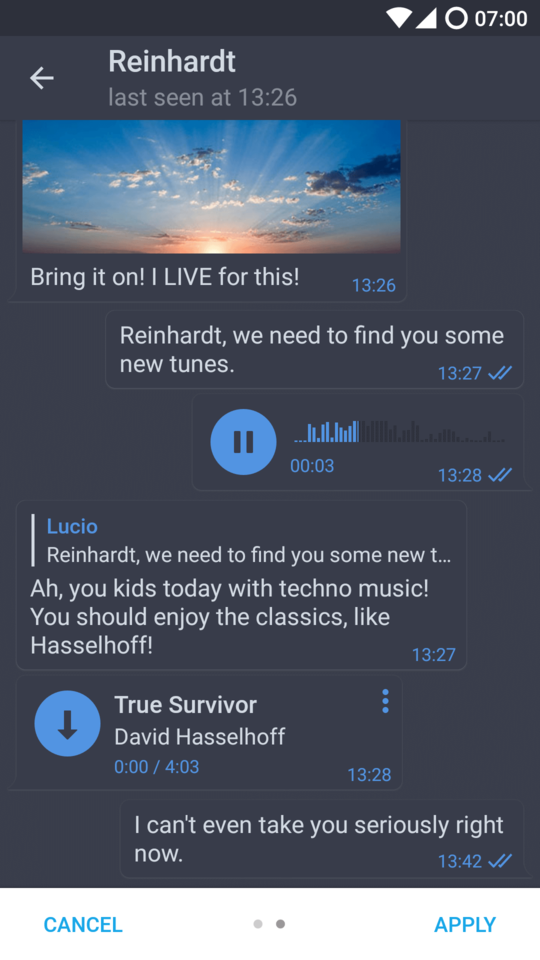 07:00
Reinhardt
last seen at 13:26
Bring it on! I LIVE for this!
13:26
Reinhardt, we need to find you some
new tunes.
13:27
00:03
13:28
Lucio
Reinhardt, we need to find you some new t...
Ah, you kids today with techno music!
You should enjoy the classics, like
Hasselhoff!
13:27
True Survivor
David Hasselhoff
0:00 / 4:03
13:28
I can't even take you seriously right
now.
13:42
CANCEL
APPLY